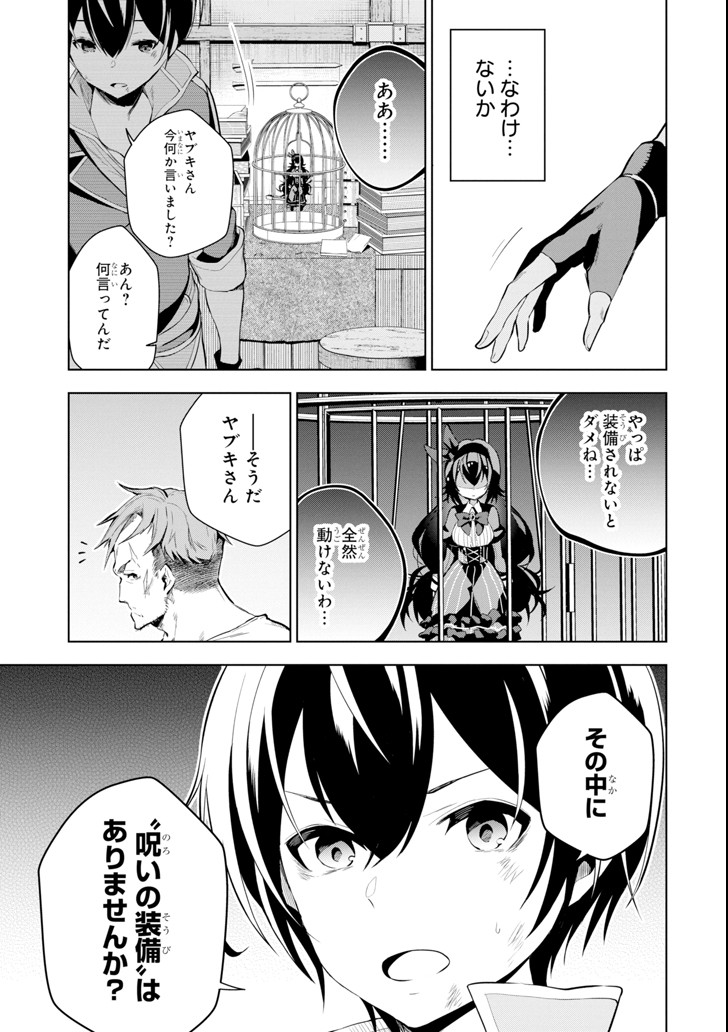 …なわけ…
ないか
ああ……
ヤブキさん
今何か言いました？
あん？
何言ってんだ
やっぱ
装備されないと
ダメね…
全然
動けないわ…
――そうだ
ヤブキさん
その中に
〝呪いの装備〟は
ありませんか？